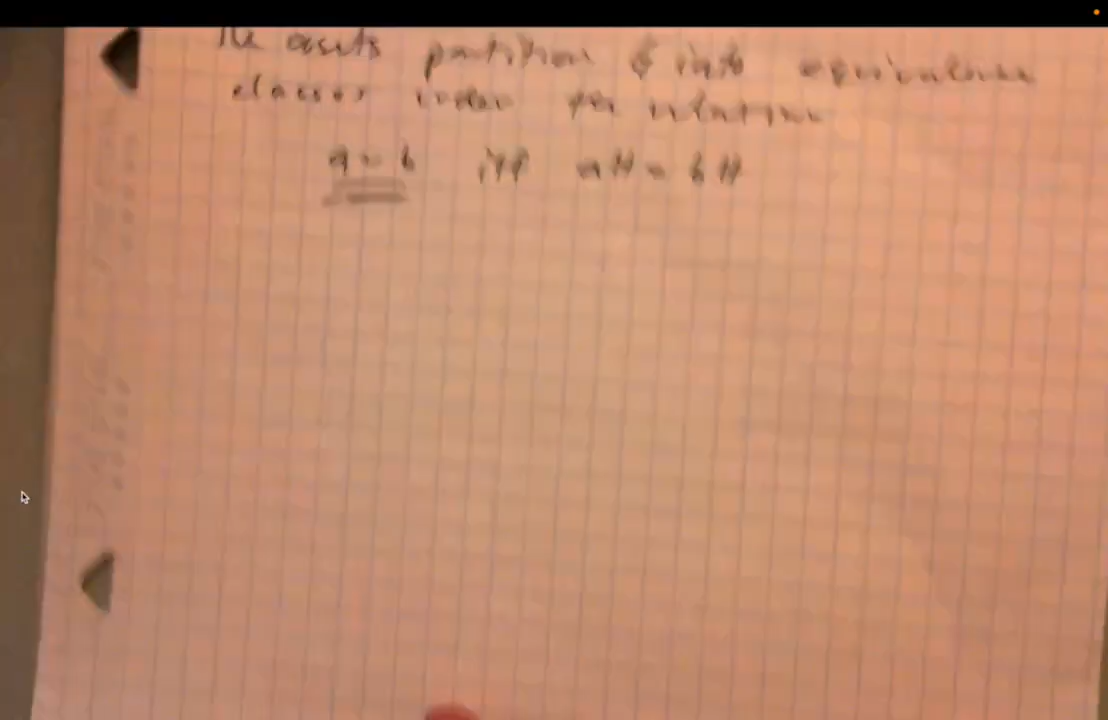 The cosets partition G into equivalence
classes under the relation
a ~ b iff aH = bH